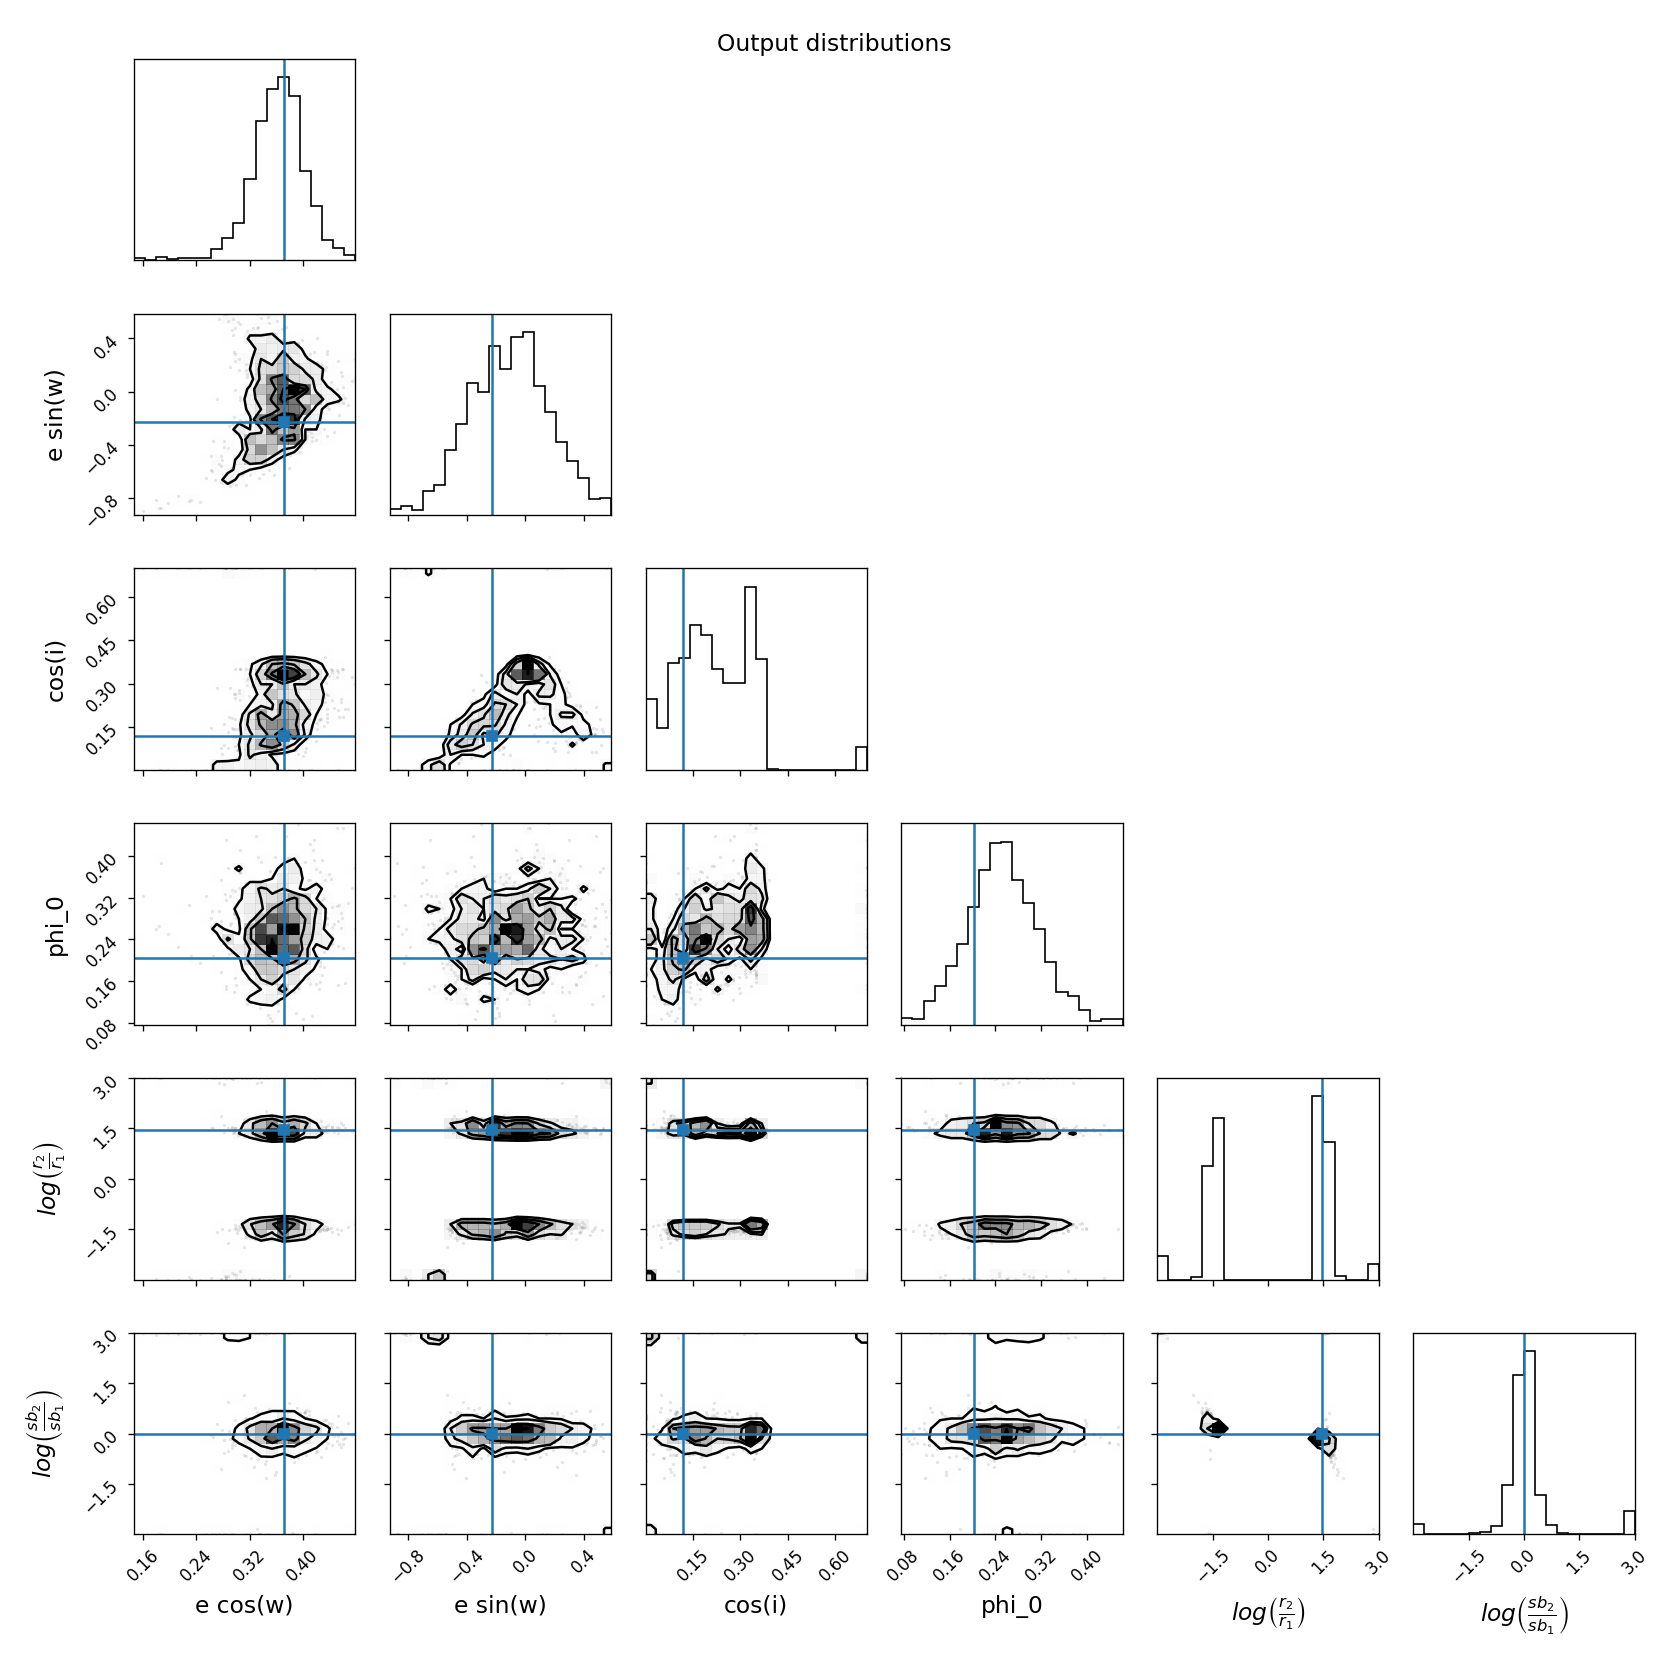 Output distributions
e sin(w)
0.4
0.0
−0.4
−0.8
cos(i)
0.60
0.45
0.30
0.15
phi_0
0.40
0.32
0.24
0.16
0.08
log(r2/r1)
3.0
1.5
0.0
−1.5
log(sb2/sb1)
3.0
1.5
0.0
−1.5
0.16 0.24 0.32 0.40 −0.8 −0.4 0.0 0.4 0.15 0.30 0.45 0.60 0.08 0.16 0.24 0.32 0.40 −1.5 0.0 1.5 3.0 −1.5 0.0 1.5 3.0
e cos(w) e sin(w) cos(i) phi_0 log(r2/r1) log(sb2/sb1)